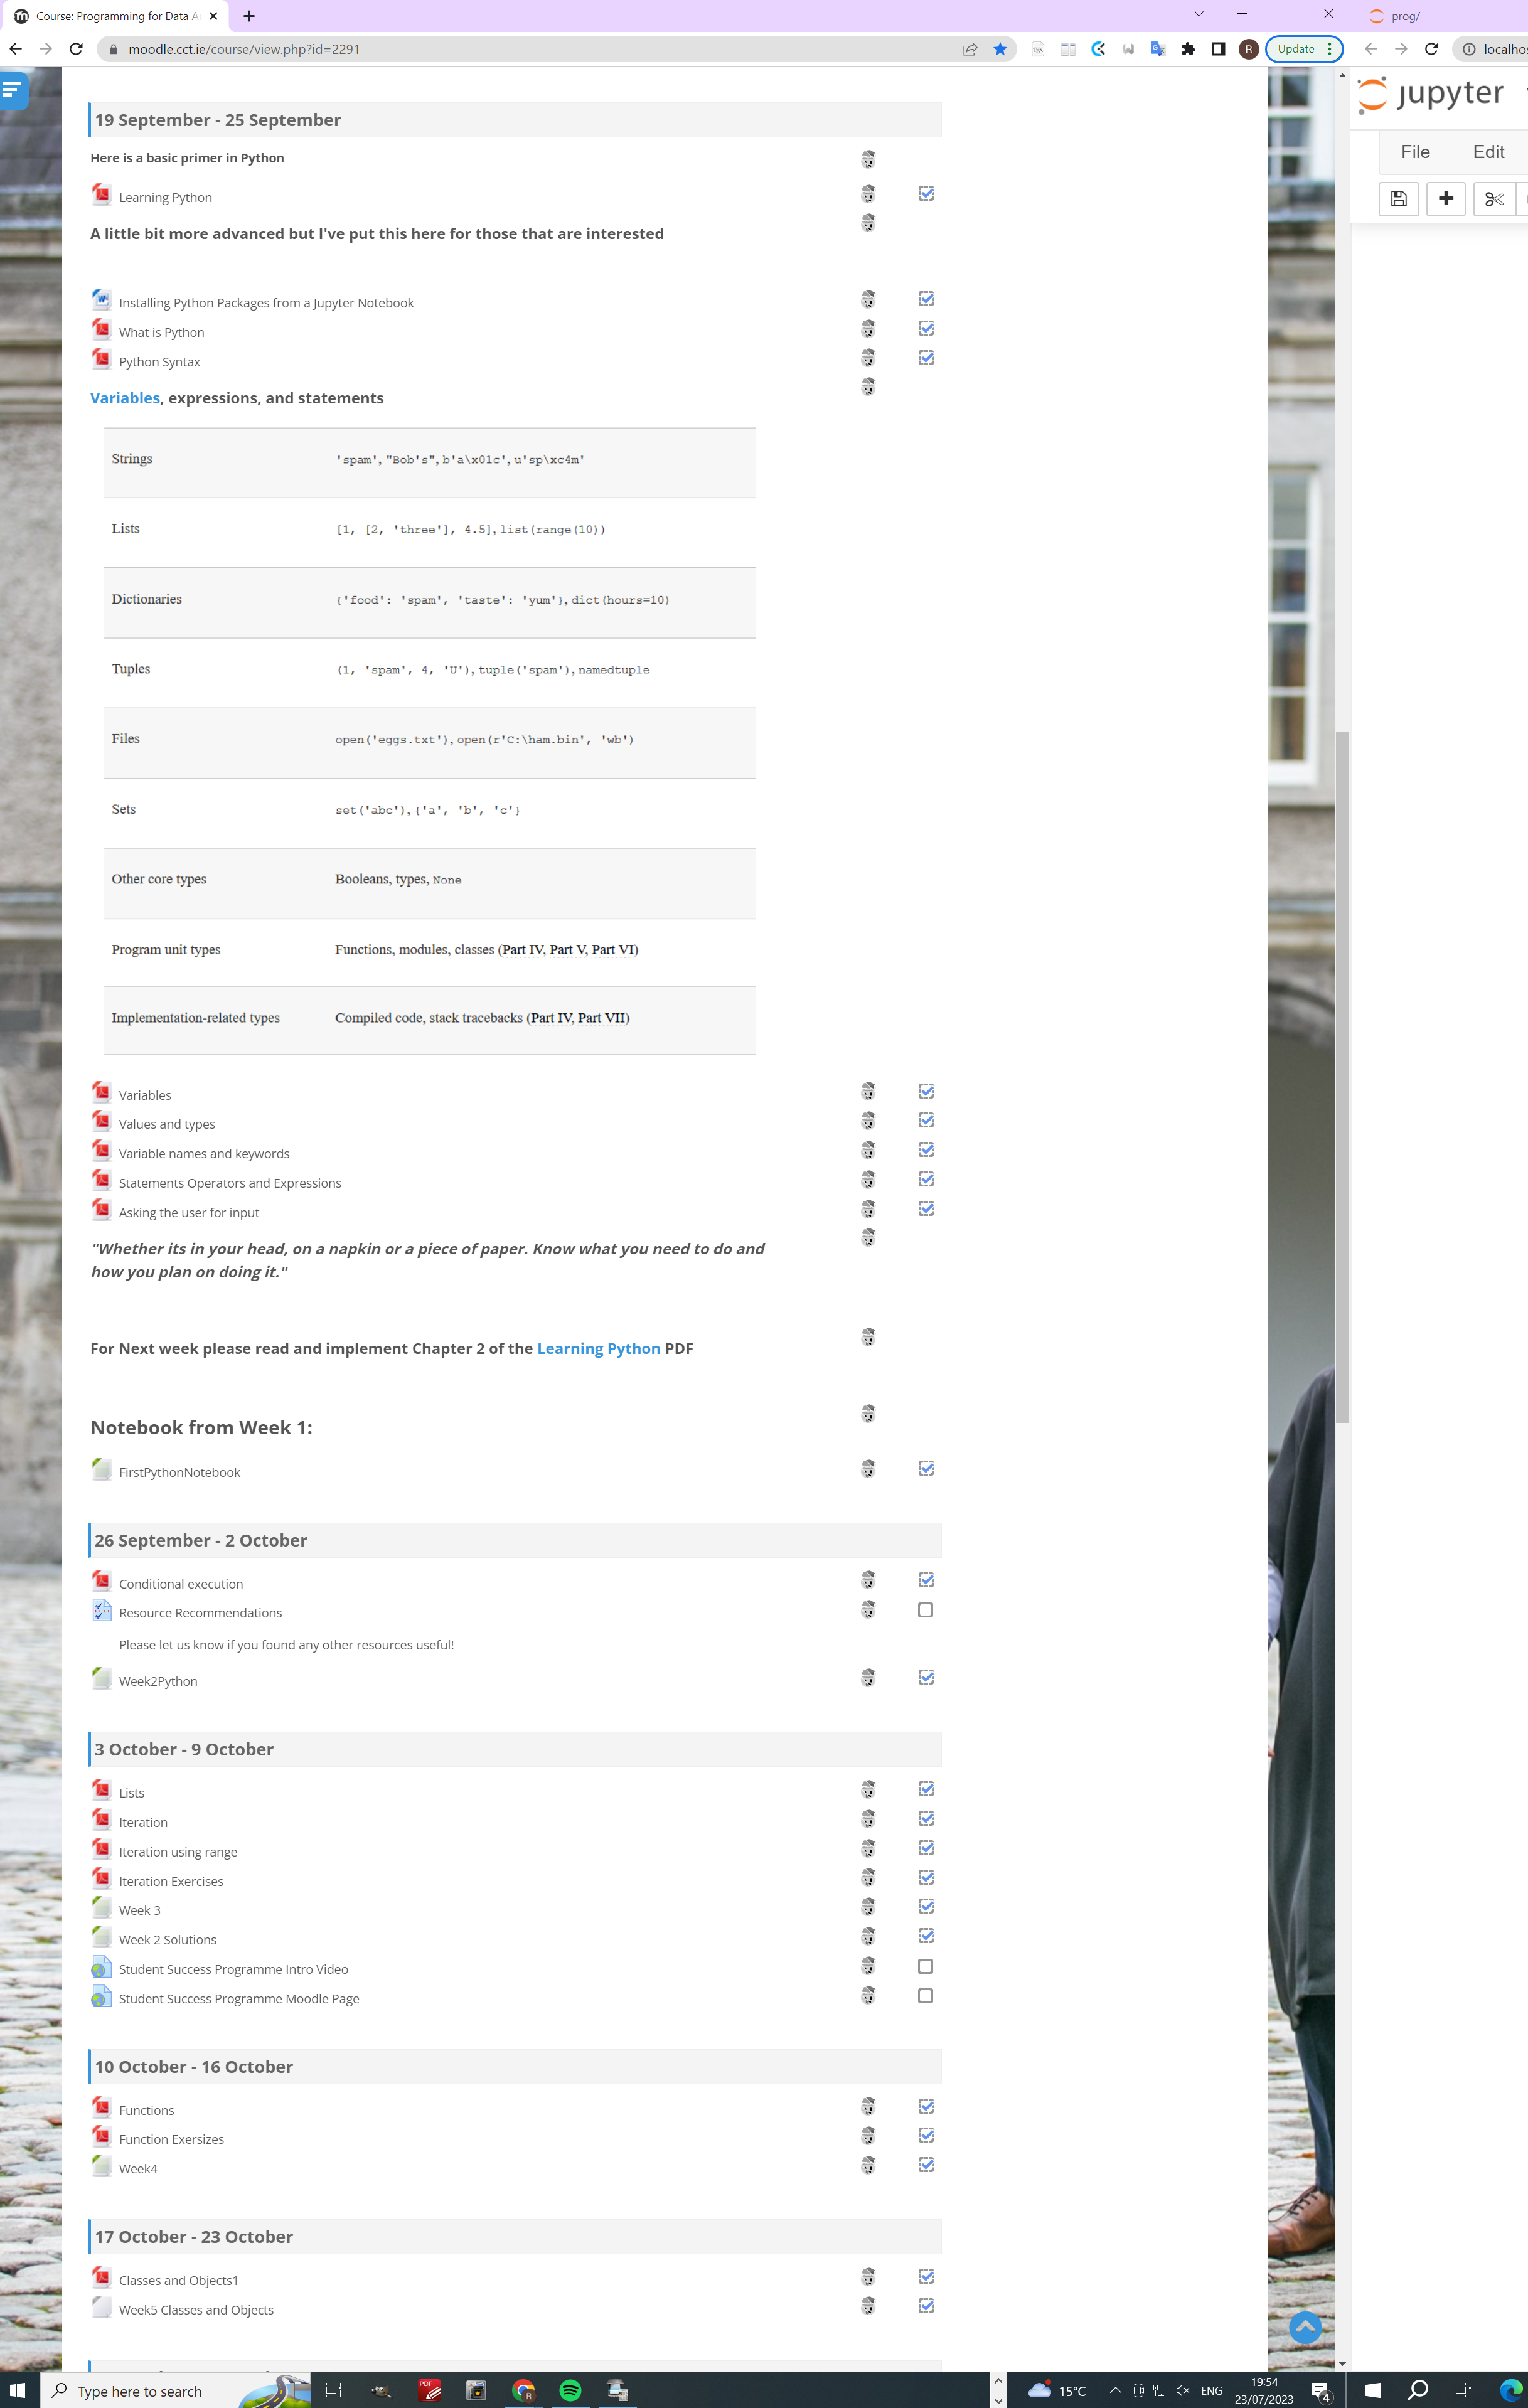 Course: Programming for Data A
prog/
moodle.cct.ie/course/view.php?id=2291
R
Update
localhos
jupyter
File Edit
19 September - 25 September
Here is a basic primer in Python
Learning Python
A little bit more advanced but I've put this here for those that are interested
Installing Python Packages from a Jupyter Notebook
What is Python
Python Syntax
Variables, expressions, and statements
Strings 'spam', "Bob's", b'a\x01c', u'sp\xc4m'
Lists [1, [2, 'three'], 4.5], list(range(10))
Dictionaries {'food': 'spam', 'taste': 'yum'}, dict(hours=10)
Tuples (1, 'spam', 4, 'U'), tuple('spam'), namedtuple
Files open('eggs.txt'), open(r'C:\ham.bin', 'wb')
Sets set('abc'), {'a', 'b', 'c'}
Other core types Booleans, types, None
Program unit types Functions, modules, classes (Part IV, Part V, Part VI)
Implementation-related types Compiled code, stack tracebacks (Part IV, Part VII)
Variables
Values and types
Variable names and keywords
Statements Operators and Expressions
Asking the user for input
"Whether its in your head, on a napkin or a piece of paper. Know what you need to do and
how you plan on doing it."
For Next week please read and implement Chapter 2 of the Learning Python PDF
Notebook from Week 1:
FirstPythonNotebook
26 September - 2 October
Conditional execution
Resource Recommendations
Please let us know if you found any other resources useful!
Week2Python
3 October - 9 October
Lists
Iteration
Iteration using range
Iteration Exercises
Week 3
Week 2 Solutions
Student Success Programme Intro Video
Student Success Programme Moodle Page
10 October - 16 October
Functions
Function Exersizes
Week4
17 October - 23 October
Classes and Objects1
Week5 Classes and Objects
Type here to search
PDF
R
15°C
ENG
19:54
23/07/2023
4